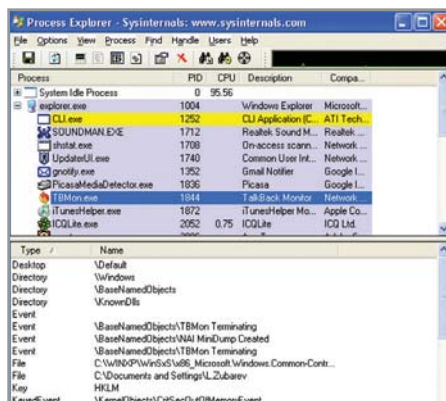 Process Explorer - Sysinternals: www.sysinternals.com
File Options View Process Find Handle Users Help
Process PID CPU Description Compa...
System Idle Process 0 95.56
explorer.exe 1004 Windows Explorer Microsoft...
CLI.exe 1252 CLI Application (C... ATI Tech...
SOUNDMAN.EXE 1712 Realtek Sound M... Realtek ...
shstat.exe 1708 On-access scann... Network ...
UpdaterUI.exe 1740 Common User Int... Network ...
gnotify.exe 1352 Gmail Notifier Google I...
PicasaMediaDetector.exe 1836 Picasa Google I...
TBMon.exe 1844 TalkBack Monitor Network ...
iTunesHelper.exe 1872 iTunesHelper Mo... Apple Co...
ICQLite.exe 2052 0.75 ICQLite ICQ Ltd.
Type Name
Desktop \Default
Directory \Windows
Directory \BaseNamedObjects
Directory \KnownDlls
Event
Event \BaseNamedObjects\TBMon Terminating
Event \BaseNamedObjects\NAI MiniDump Created
Event \BaseNamedObjects\TBMon Terminating
File C:\WINXP\WinSxS\x86_Microsoft.Windows.Common-Contr...
File C:\Documents and Settings\L.Zubarev
Key HKLM
KeyedEvent \KernelObjects\CritSecOutOfMemoryEvent